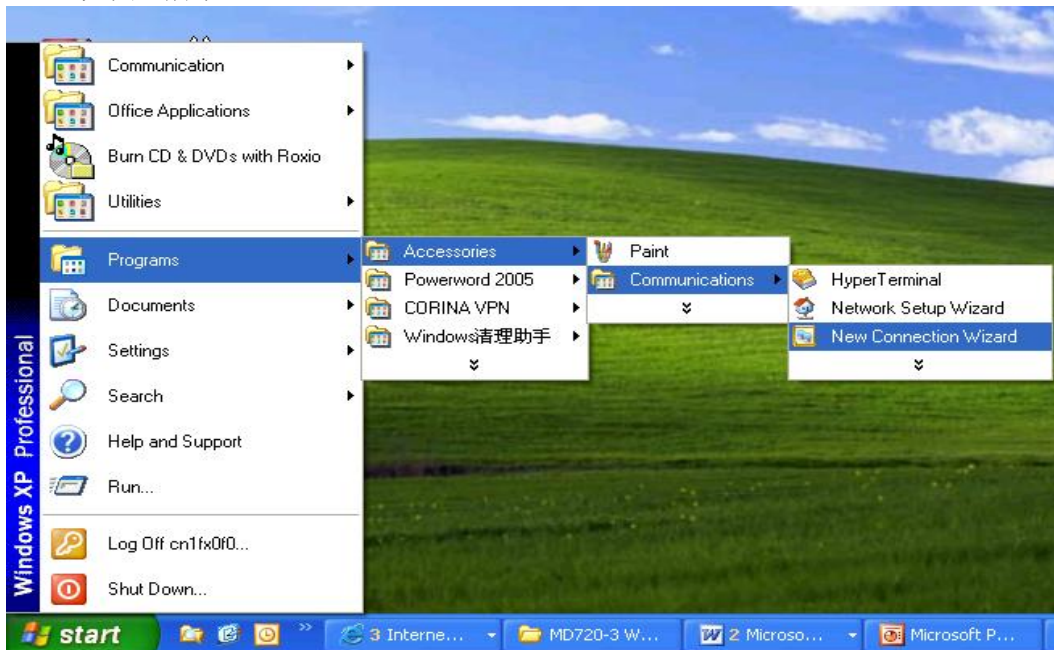 Communication
Office Applications
Burn CD & DVDs with Roxio
Utilities
Programs
Documents
Settings
Search
Help and Support
Run...
Log Off cn1fx0f0...
Shut Down...
Windows XP Professional
Accessories
Powerword 2005
CORINA VPN
Windows清理助手
Paint
Communications
HyperTerminal
Network Setup Wizard
New Connection Wizard
start
3 Interne...
MD720-3 W...
2 Microso...
Microsoft P...